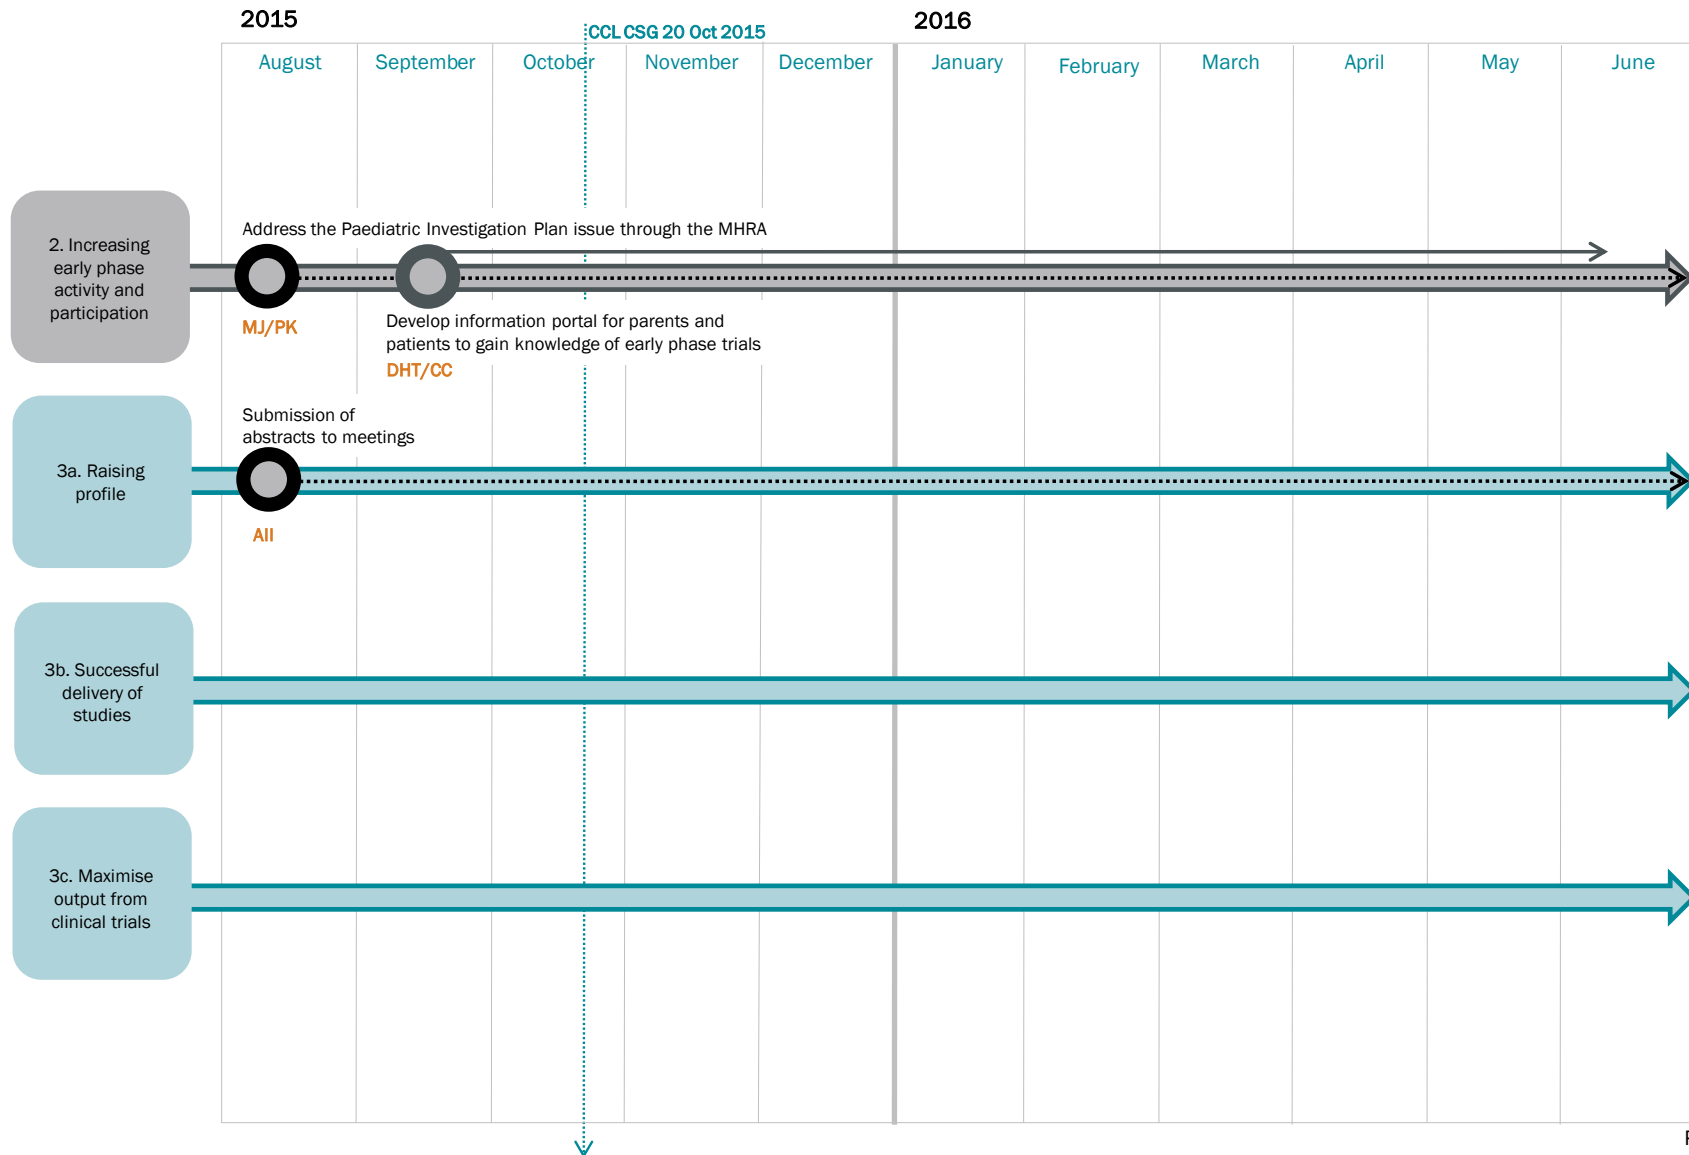 2015
CCL CSG 20 Oct 2015
2016
August
September
October
November
December
January
February
March
April
May
June
2. Increasing
early phase
activity and
participation
Address the Paediatric Investigation Plan issue through the MHRA
MJ/PK
Develop information portal for parents and
patients to gain knowledge of early phase trials
DHT/CC
3a. Raising
profile
Submission of
abstracts to meetings
All
3b. Successful
delivery of
studies
3c. Maximise
output from
clinical trials